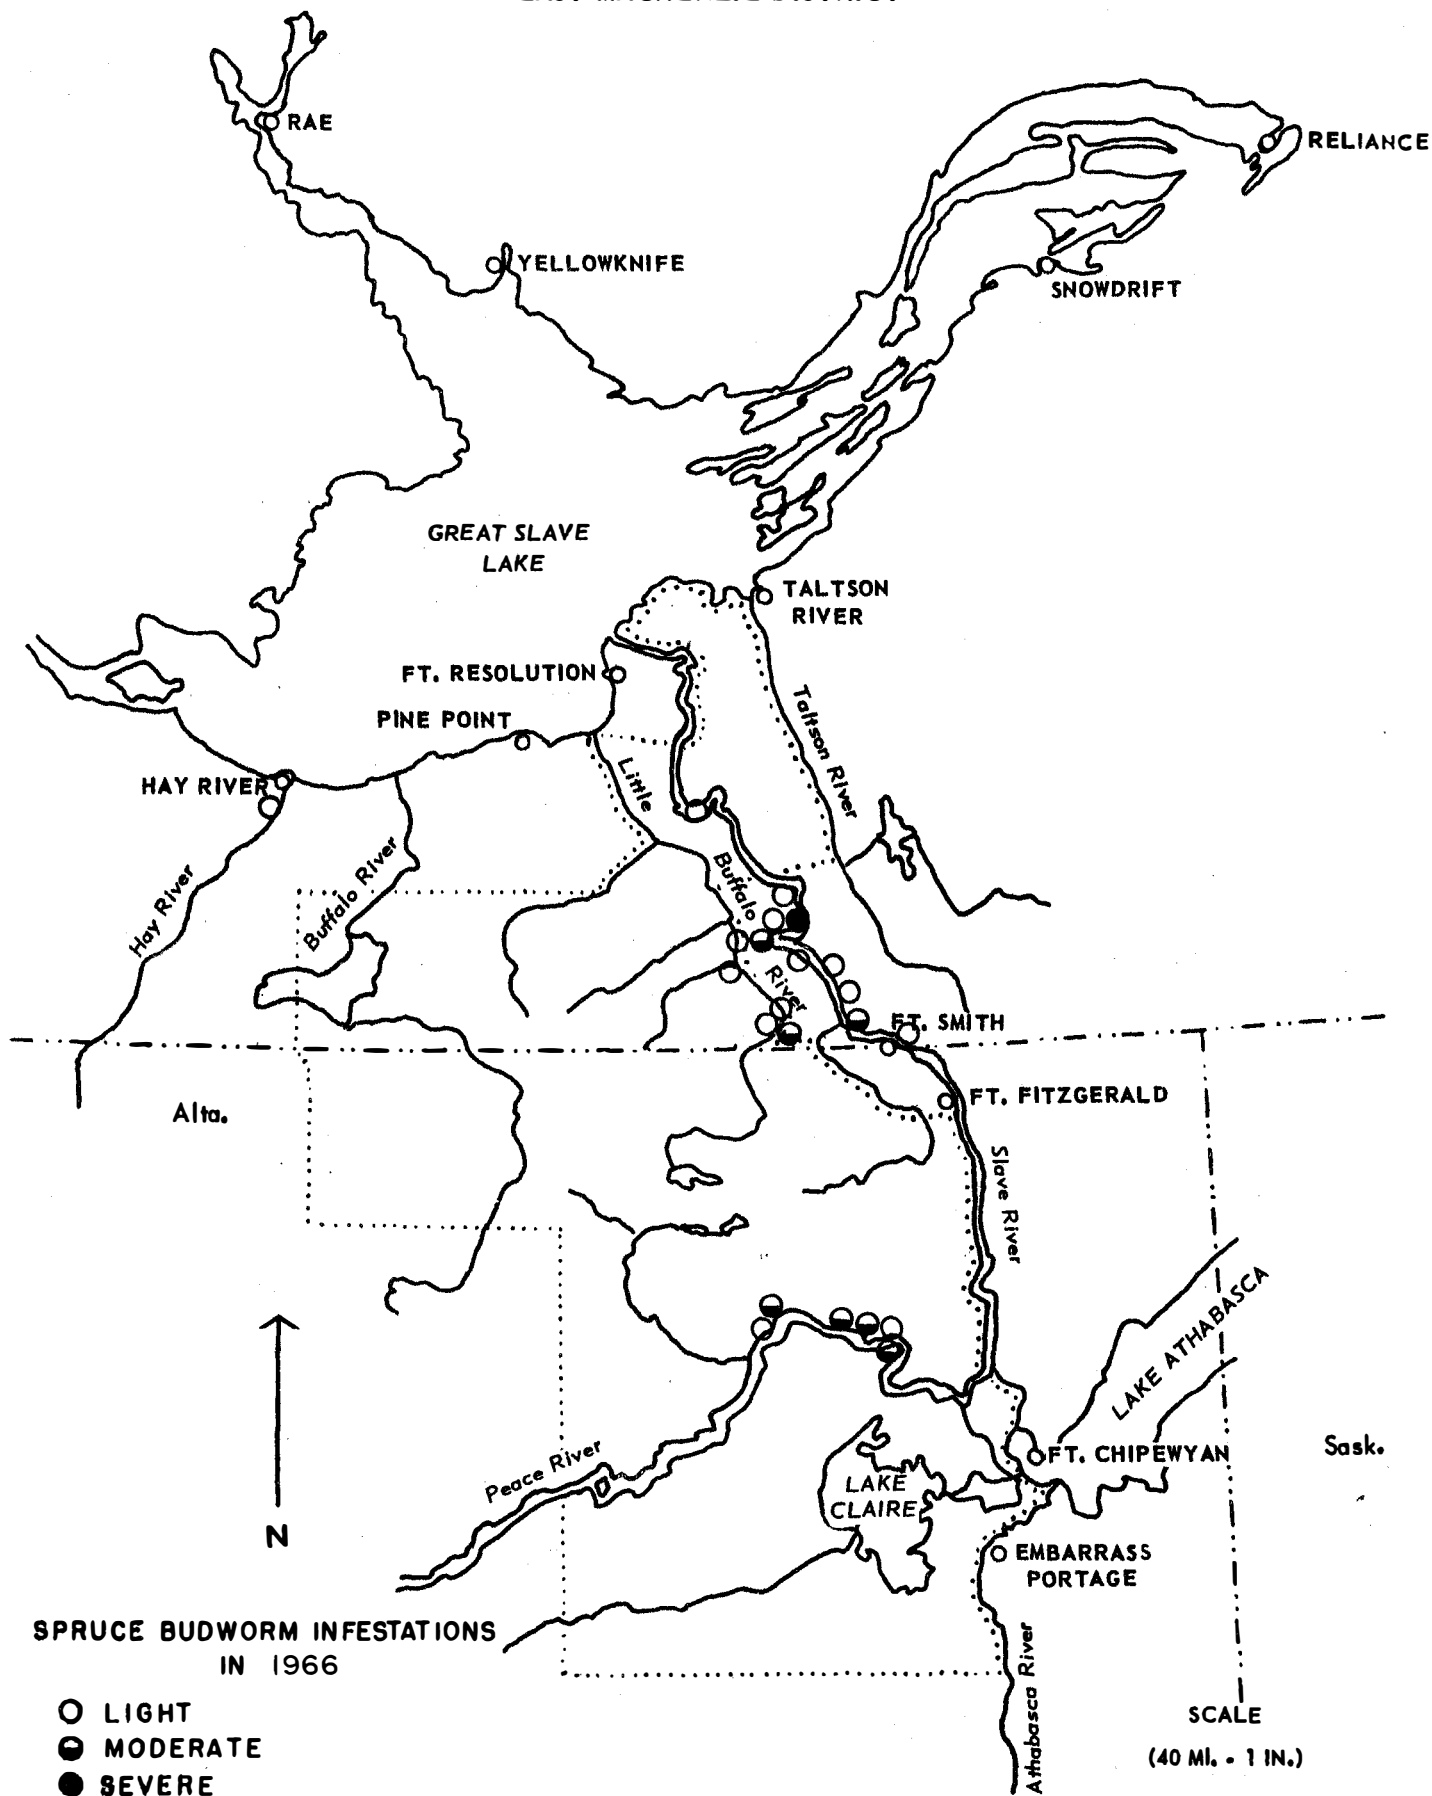 RAE
RELIANCE
YELLOWKNIFE
SNOWDRIFT
GREAT SLAVE
LAKE
TALTSON
RIVER
FT. RESOLUTION
PINE POINT
Taltson River
Little
HAY RIVER
Buffalo
Hay River
Buffalo River
River
FT. SMITH
FT. FITZGERALD
Alta.
Slave River
LAKE ATHABASCA
Peace River
FT. CHIPEWYAN
Sask.
LAKE
CLAIRE
N
EMBARRASS
PORTAGE
SPRUCE BUDWORM INFESTATIONS
IN 1966
Athabasca River
LIGHT
MODERATE
SEVERE
SCALE
(40 MI. = 1 IN.)